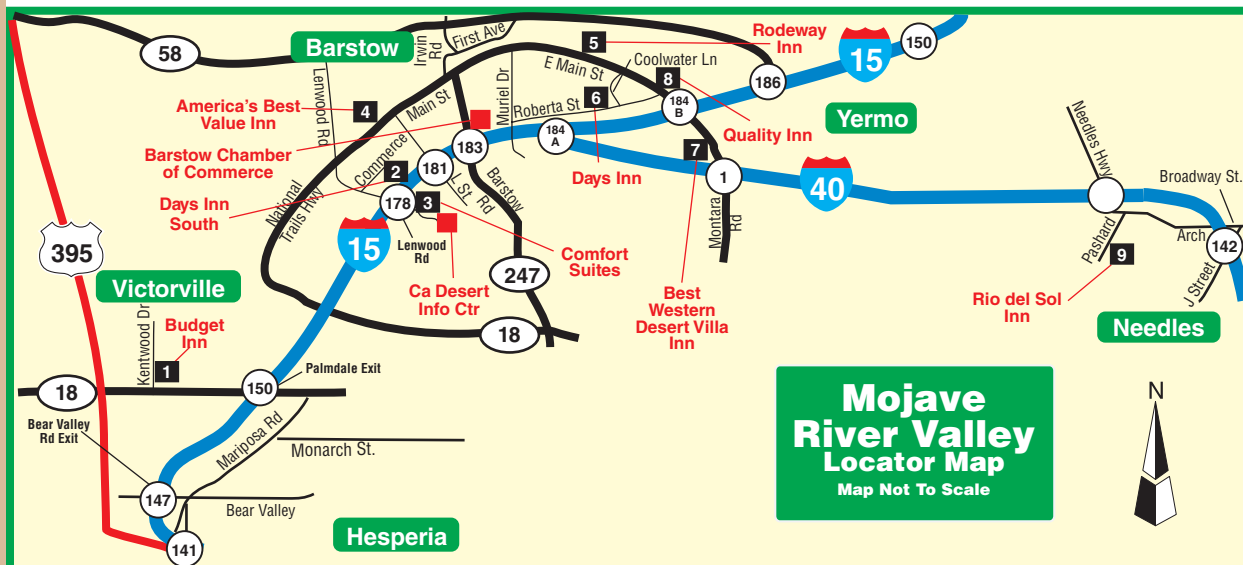 58
Barstow
Irwin
Rd
First Ave
5
Rodeway
Inn
15
150
Lenwood Rd
Main St
E Main St
Coolwater Ln
8
186
America's Best
Value Inn
4
Muriel Dr
Roberta St
6
184
B
Yermo
Needles Hwy
Barstow Chamber
of Commerce
Commerce
183
184
A
Quality Inn
7
2
181
L St.
Days Inn
1
40
Broadway St.
Days Inn
South
National
Trails Hwy
178
3
Barstow
Rd
Montara
Rd
Pashard
Arch
142
395
15
Lenwood
Rd
Comfort
Suites
247
9
J Street
Victorville
Ca Desert
Info Ctr
Best
Western
Desert Villa
Inn
Rio del Sol
Inn
Needles
Kentwood Dr
Budget
Inn
1
18
18
150
Palmdale Exit
Bear Valley
Rd Exit
Mariposa Rd
Monarch St.
147
Bear Valley
141
Hesperia
Mojave
River Valley
Locator Map
Map Not To Scale
N